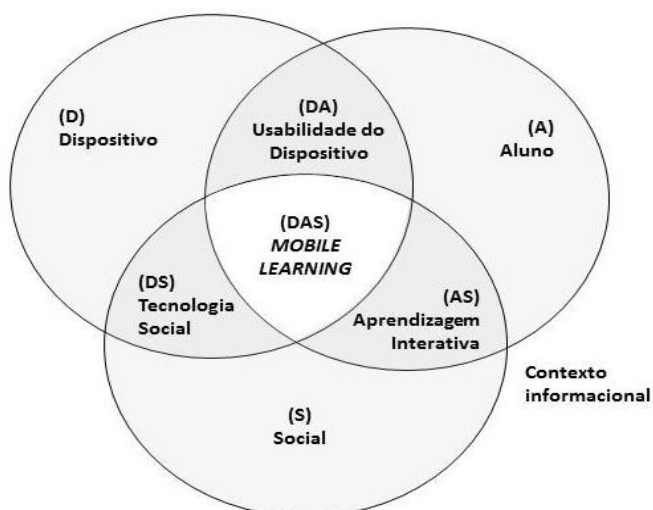 (DA)
Usabilidade do
Dispositivo
(D)
Dispositivo
(A)
Aluno
(DAS)
MOBILE
LEARNING
(DS)
Tecnologia
Social
(AS)
Aprendizagem
Interativa
Contexto
informacional
(S)
Social